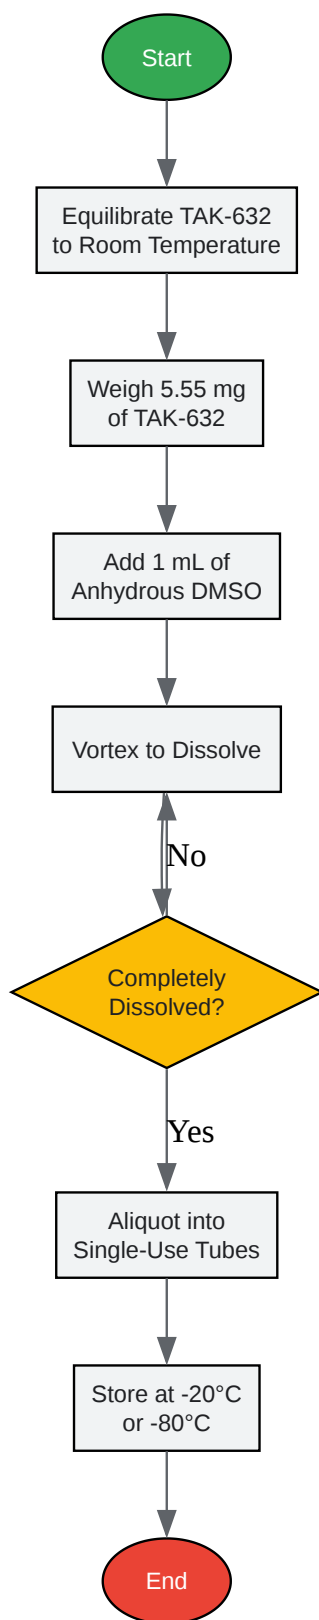 Start
Equilibrate TAK-632
to Room Temperature
Weigh 5.55 mg
of TAK-632
Add 1 mL of
Anhydrous DMSO
Vortex to Dissolve
No
Completely
Dissolved?
Yes
Aliquot into
Single-Use Tubes
Store at -20°C
or -80°C
End